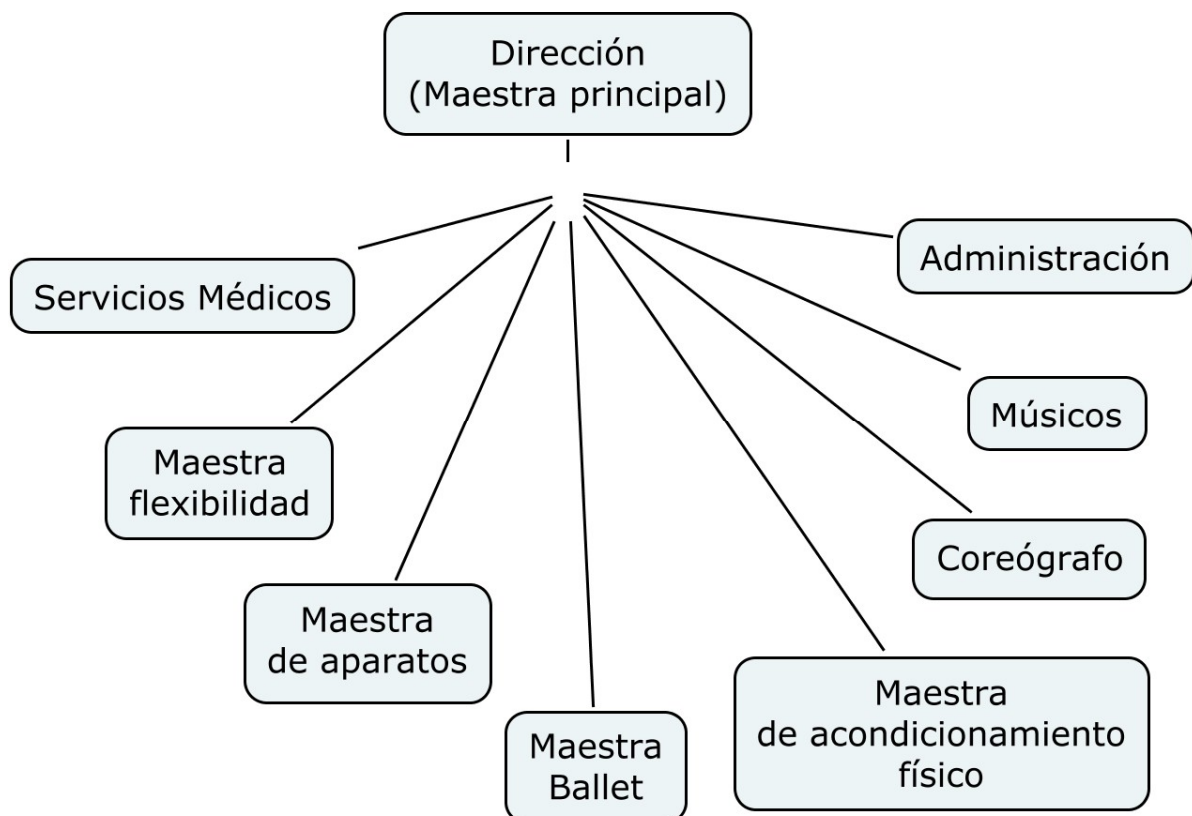 Dirección
(Maestra principal)
Servicios Médicos
Administración
Maestra
flexibilidad
Músicos
Maestra
de aparatos
Coreógrafo
Maestra
Ballet
Maestra
de acondicionamiento
físico